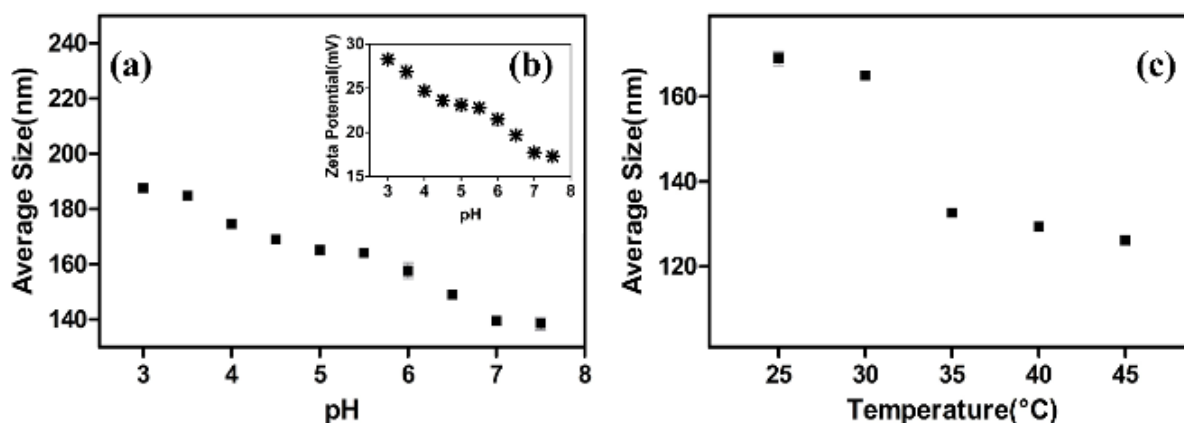 (a)
240
220
200
180
160
140
Average Size(nm)
3 4 5 6 7 8
pH
(b)
30
25
20
15
Zeta Potential(mV)
3 4 5 6 7 8
pH
(c)
160
140
120
Average Size(nm)
25 30 35 40 45
Temperature(°C)